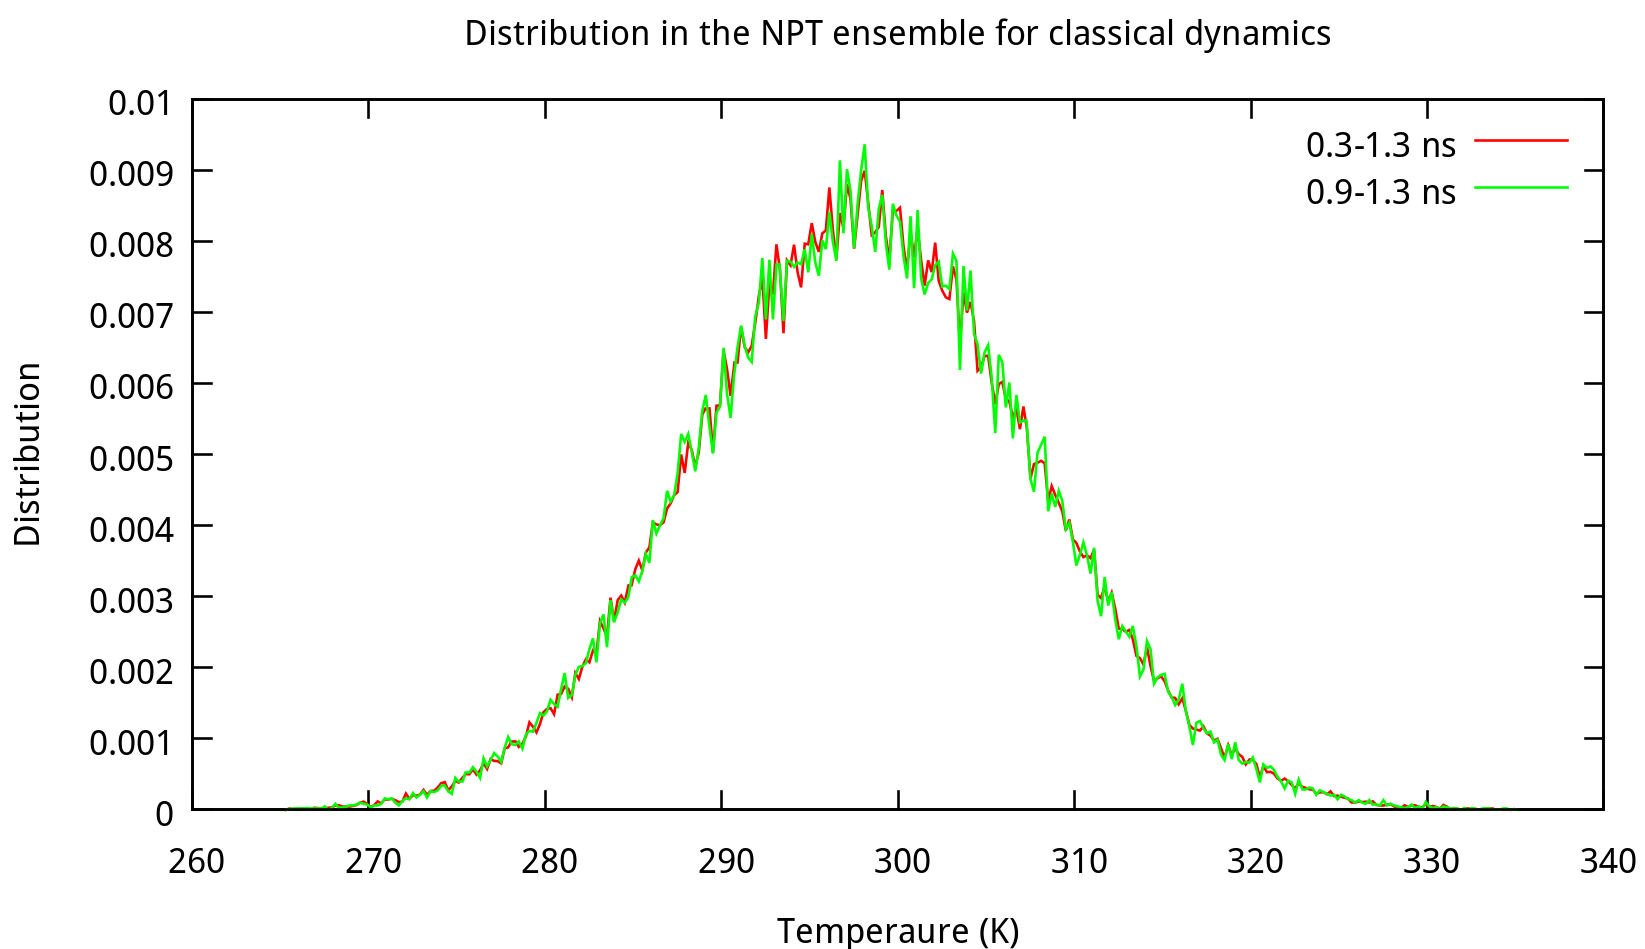 Distribution in the NPT ensemble for classical dynamics
0.01
0.009
0.008
0.007
0.006
0.005
0.004
0.003
0.002
0.001
0
Distribution
0.3-1.3 ns
0.9-1.3 ns
260 270 280 290 300 310 320 330 340
Temperaure (K)